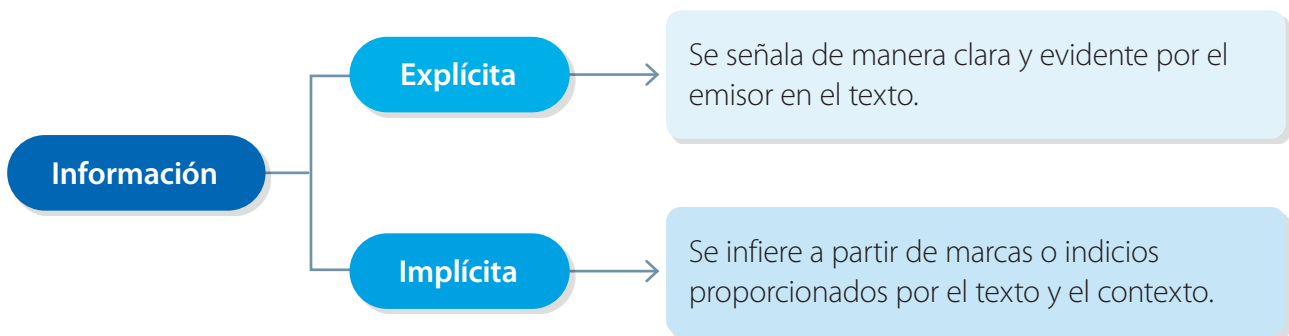 Información
Explícita
Se señala de manera clara y evidente por el
emisor en el texto.
Implícita
Se infiere a partir de marcas o indicios
proporcionados por el texto y el contexto.